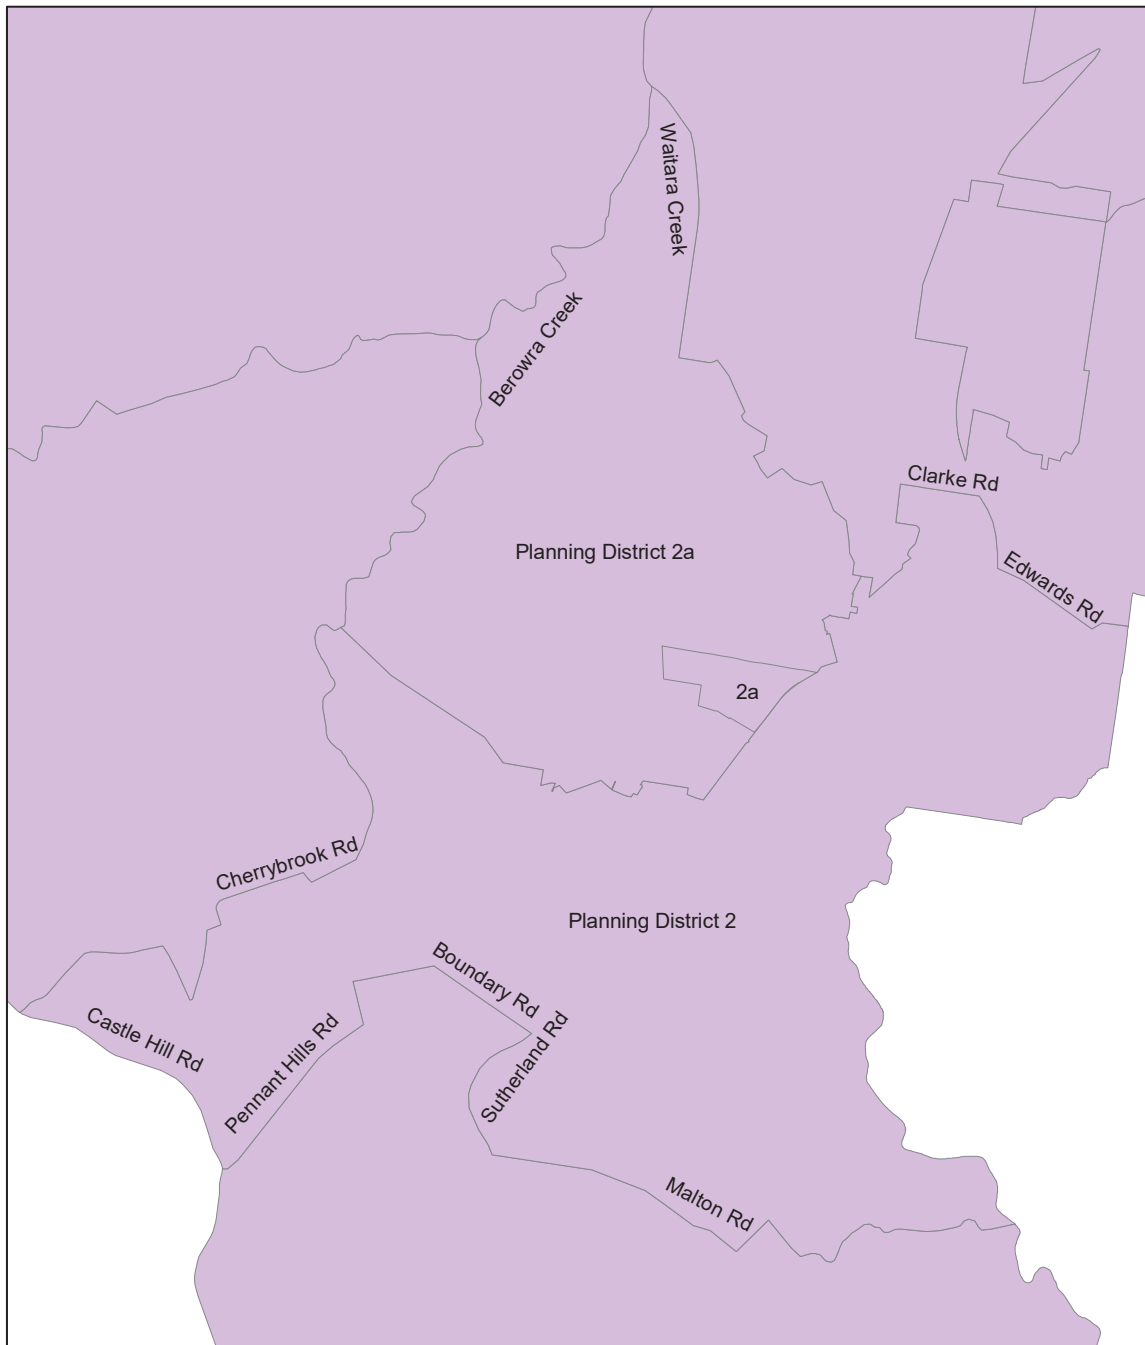 Waitara Creek
Berowra Creek
Clarke Rd
Planning District 2a
Edwards Rd
2a
Cherrybrook Rd
Planning District 2
Boundary Rd
Castle Hill Rd
Pennant Hills Rd
Sutherland Rd
Malton Rd